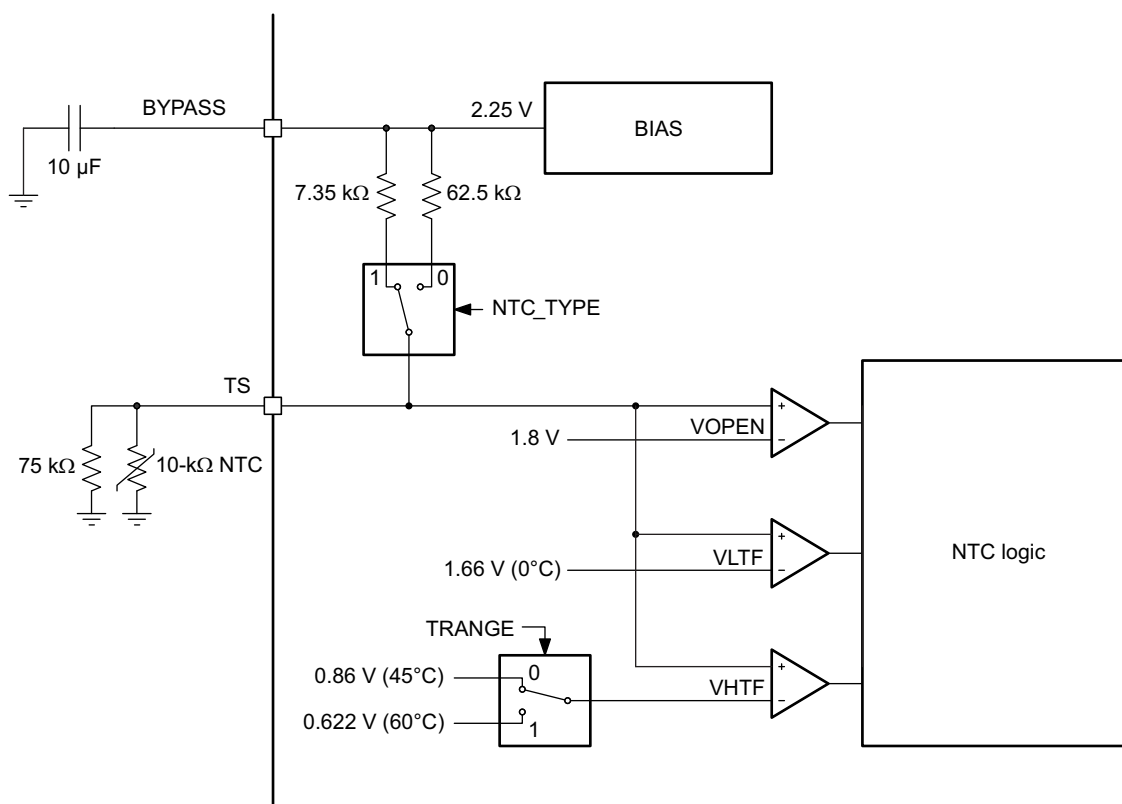 BYPASS
2.25 V
BIAS
10 µF
7.35 kΩ
62.5 kΩ
1
0
NTC_TYPE
TS
75 kΩ
10-kΩ NTC
VOPEN
+
−
1.8 V
NTC logic
VLTF
+
−
1.66 V (0°C)
TRANGE
0.86 V (45°C)
0
VHTF
+
−
0.622 V (60°C)
1